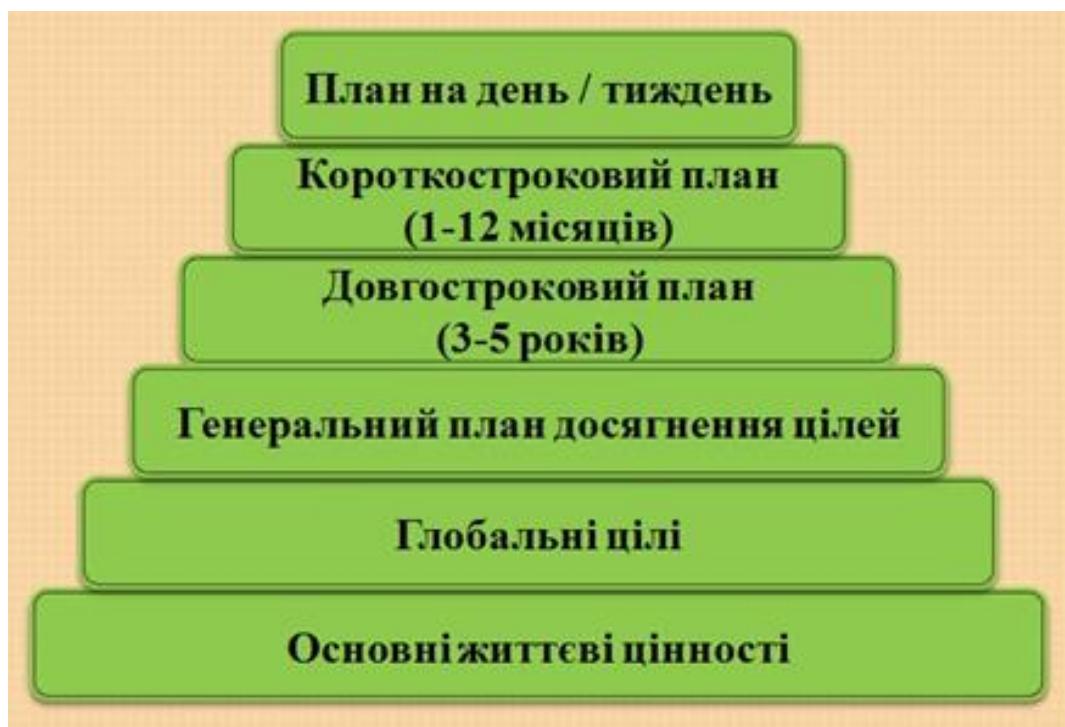 План на день / тиждень
Короткостроковий план
(1-12 місяців)
Довгостроковий план
(3-5 років)
Генеральний план досягнення цілей
Глобальні цілі
Основні життєві цінності